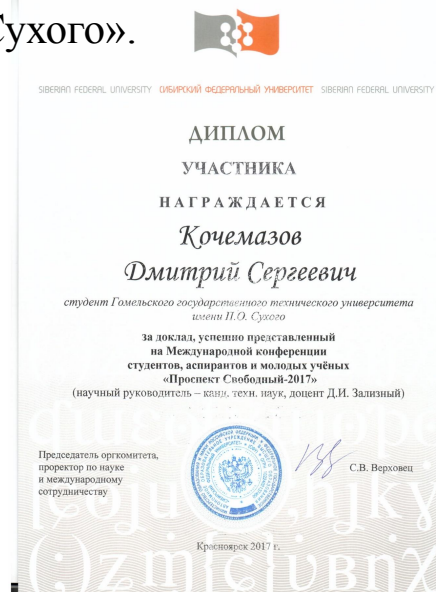 Сухого».
SIBERIAN FEDERAL UNIVERSITY СИБИРСКИЙ ФЕДЕРАЛЬНЫЙ УНИВЕРСИТЕТ SIBERIAN FEDERAL UNIVERSITY
ДИПЛОМ
УЧАСТНИКА
НАГРАЖДАЕТСЯ
Кочемазов
Дмитрий Сергеевич
студент Гомельского государственного технического университета
имени П.О. Сухого
за доклад, успешно представленный
на Международной конференции
студентов, аспирантов и молодых учёных
«Проспект Свободный-2017»
(научный руководитель – канд. техн. наук, доцент Д.И. Зализный)
Председатель оргкомитета,
проректор по науке
и международному
сотрудничеству
С.В. Верховец
Красноярск 2017 г.